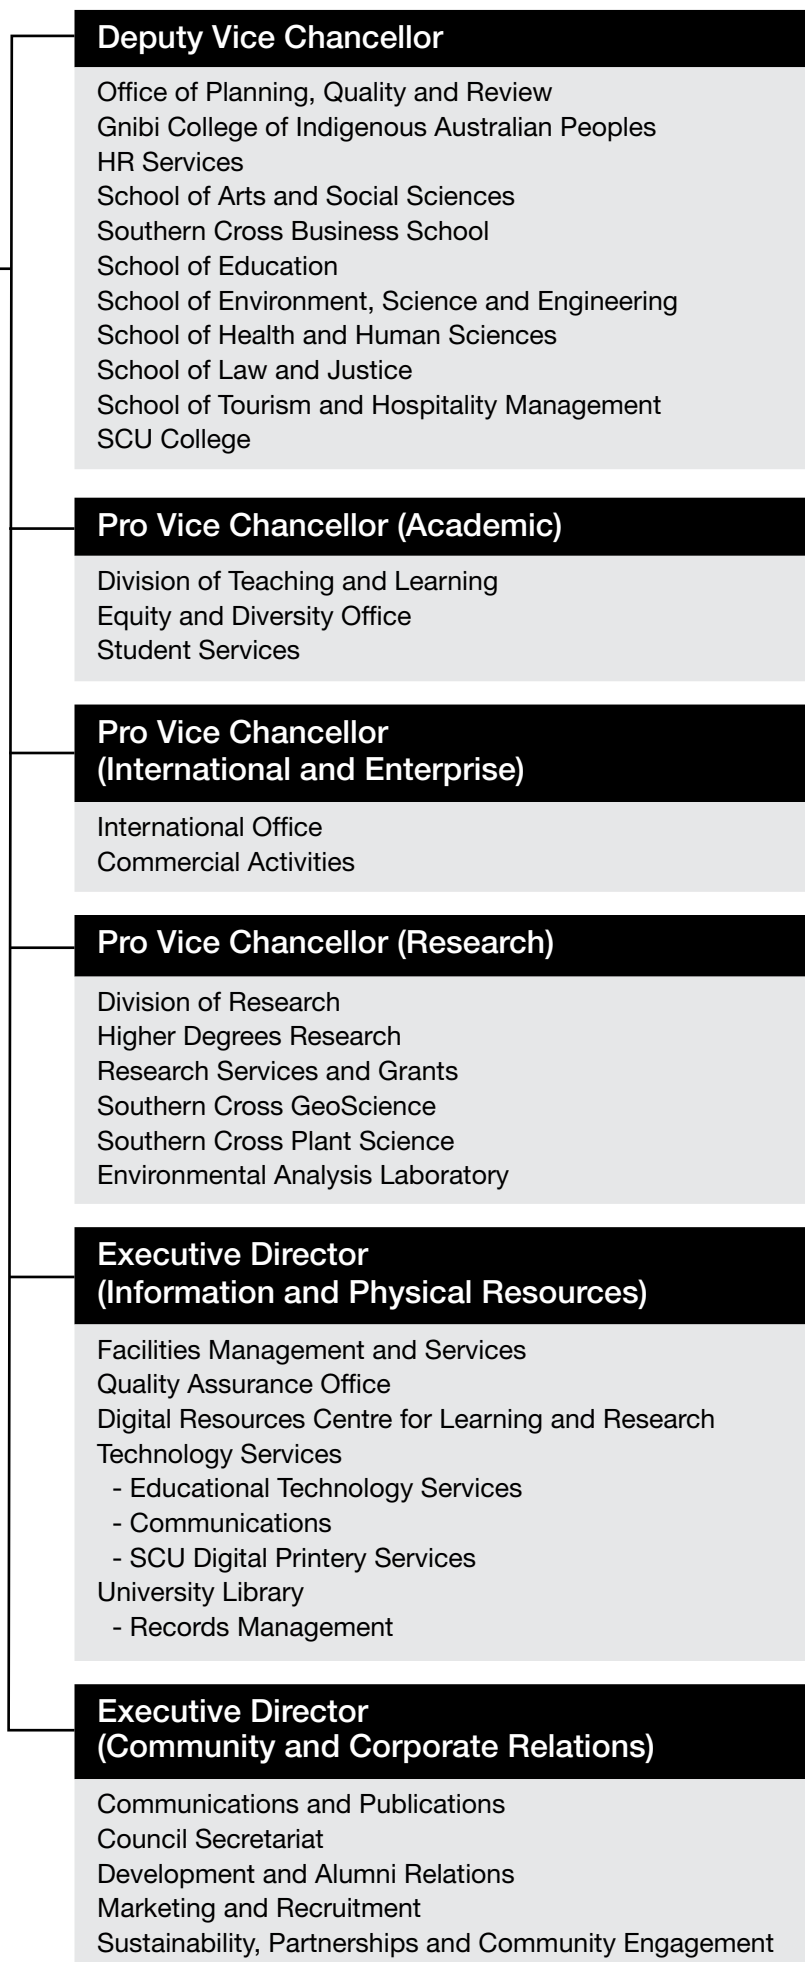 Deputy Vice Chancellor
Office of Planning, Quality and Review
Gnibi College of Indigenous Australian Peoples
HR Services
School of Arts and Social Sciences
Southern Cross Business School
School of Education
School of Environment, Science and Engineering
School of Health and Human Sciences
School of Law and Justice
School of Tourism and Hospitality Management
SCU College
Pro Vice Chancellor (Academic)
Division of Teaching and Learning
Equity and Diversity Office
Student Services
Pro Vice Chancellor
(International and Enterprise)
International Office
Commercial Activities
Pro Vice Chancellor (Research)
Division of Research
Higher Degrees Research
Research Services and Grants
Southern Cross GeoScience
Southern Cross Plant Science
Environmental Analysis Laboratory
Executive Director
(Information and Physical Resources)
Facilities Management and Services
Quality Assurance Office
Digital Resources Centre for Learning and Research
Technology Services
- Educational Technology Services
- Communications
- SCU Digital Printery Services
University Library
- Records Management
Executive Director
(Community and Corporate Relations)
Communications and Publications
Council Secretariat
Development and Alumni Relations
Marketing and Recruitment
Sustainability, Partnerships and Community Engagement